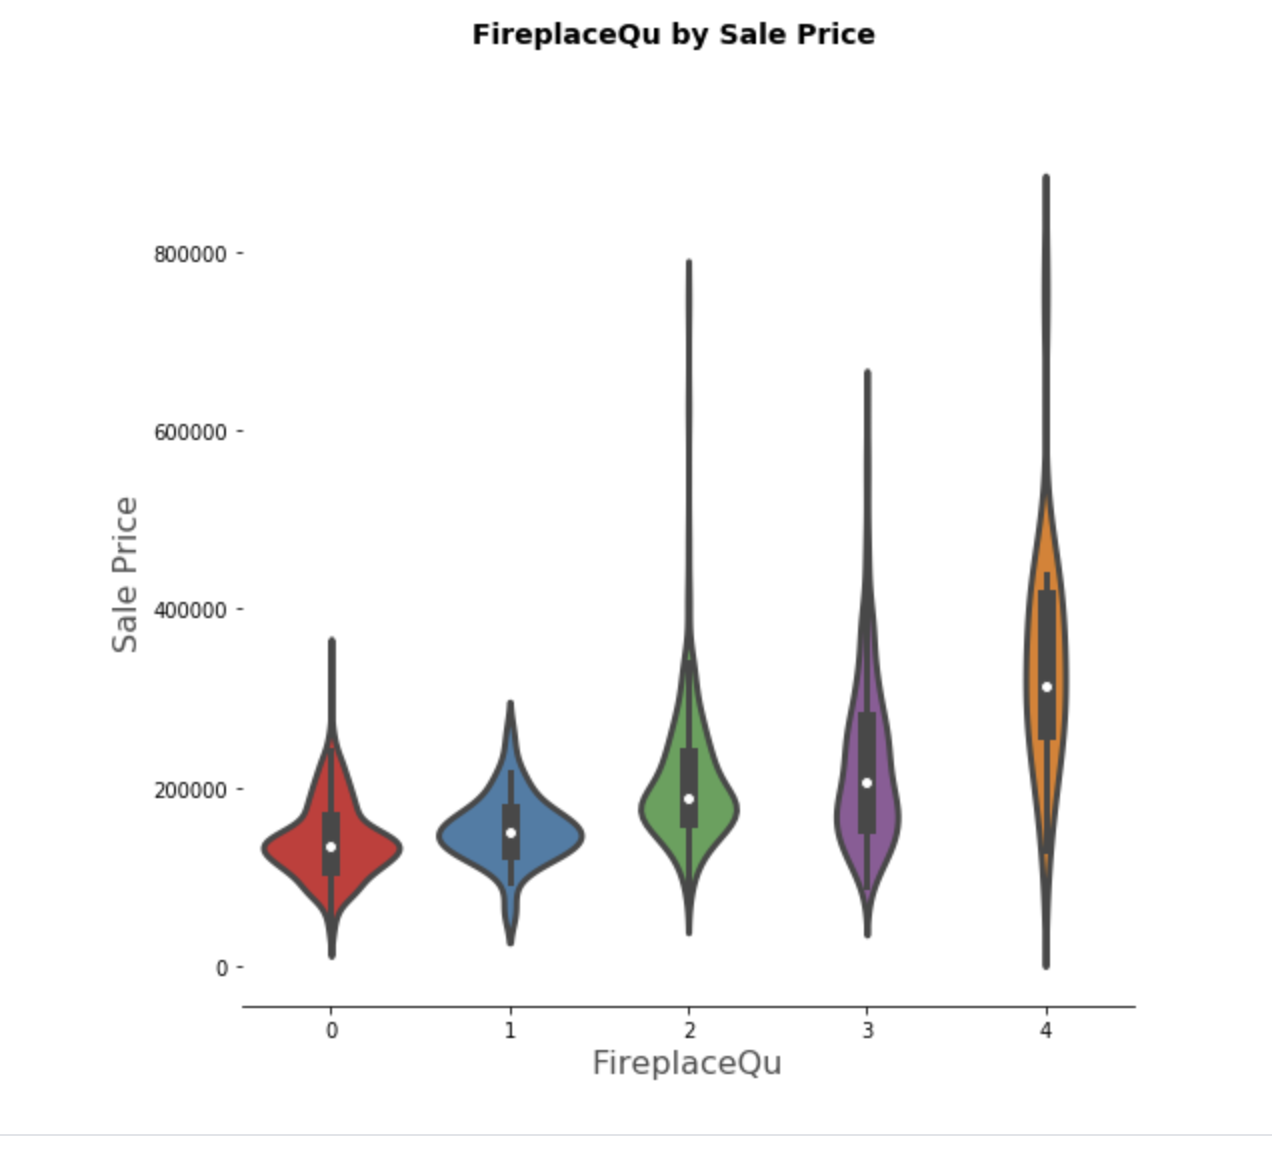 FireplaceQu by Sale Price
800000
600000
400000
200000
0
Sale Price
0 1 2 3 4
FireplaceQu